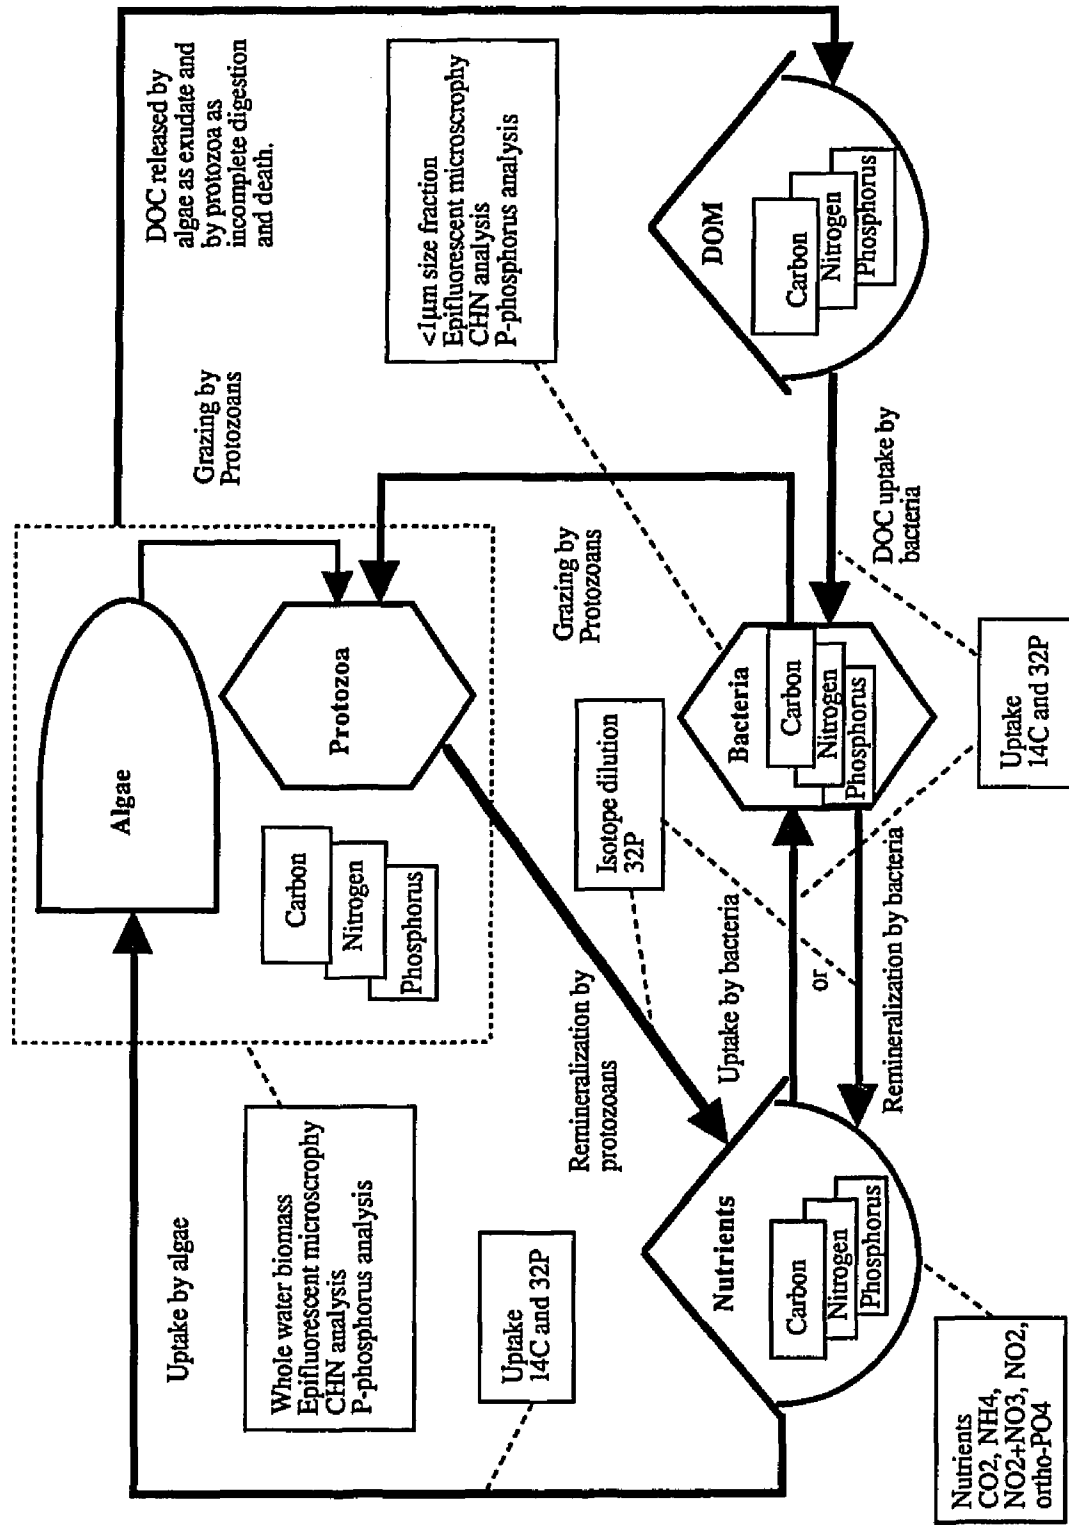 Uptake by algae
Whole water biomass
Epifluorescent microscrophy
CHN analysis
P-phosphorus analysis
Uptake
14C and 32P
Algae
Protozoa
Carbon
Nitrogen
Phosphorus
Grazing by
Protozoans
DOC released by
algae as exudate and
by protozoa as
incomplete digestion
and death.
<1µm size fraction
Epifluorescent microscrophy
CHN analysis
P-phosphorus analysis
Remineralization by
protozoans
Isotope dilution
32P
Grazing by
Protozoans
Nutrients
Carbon
Nitrogen
Phosphorus
Uptake by bacteria
or
Remineralization by bacteria
Bacteria
Carbon
Nitrogen
Phosphorus
DOC uptake by
bacteria
DOM
Carbon
Nitrogen
Phosphorus
Nutrients
CO2, NH4,
NO2+NO3, NO2,
ortho-PO4
Uptake
14C and 32P